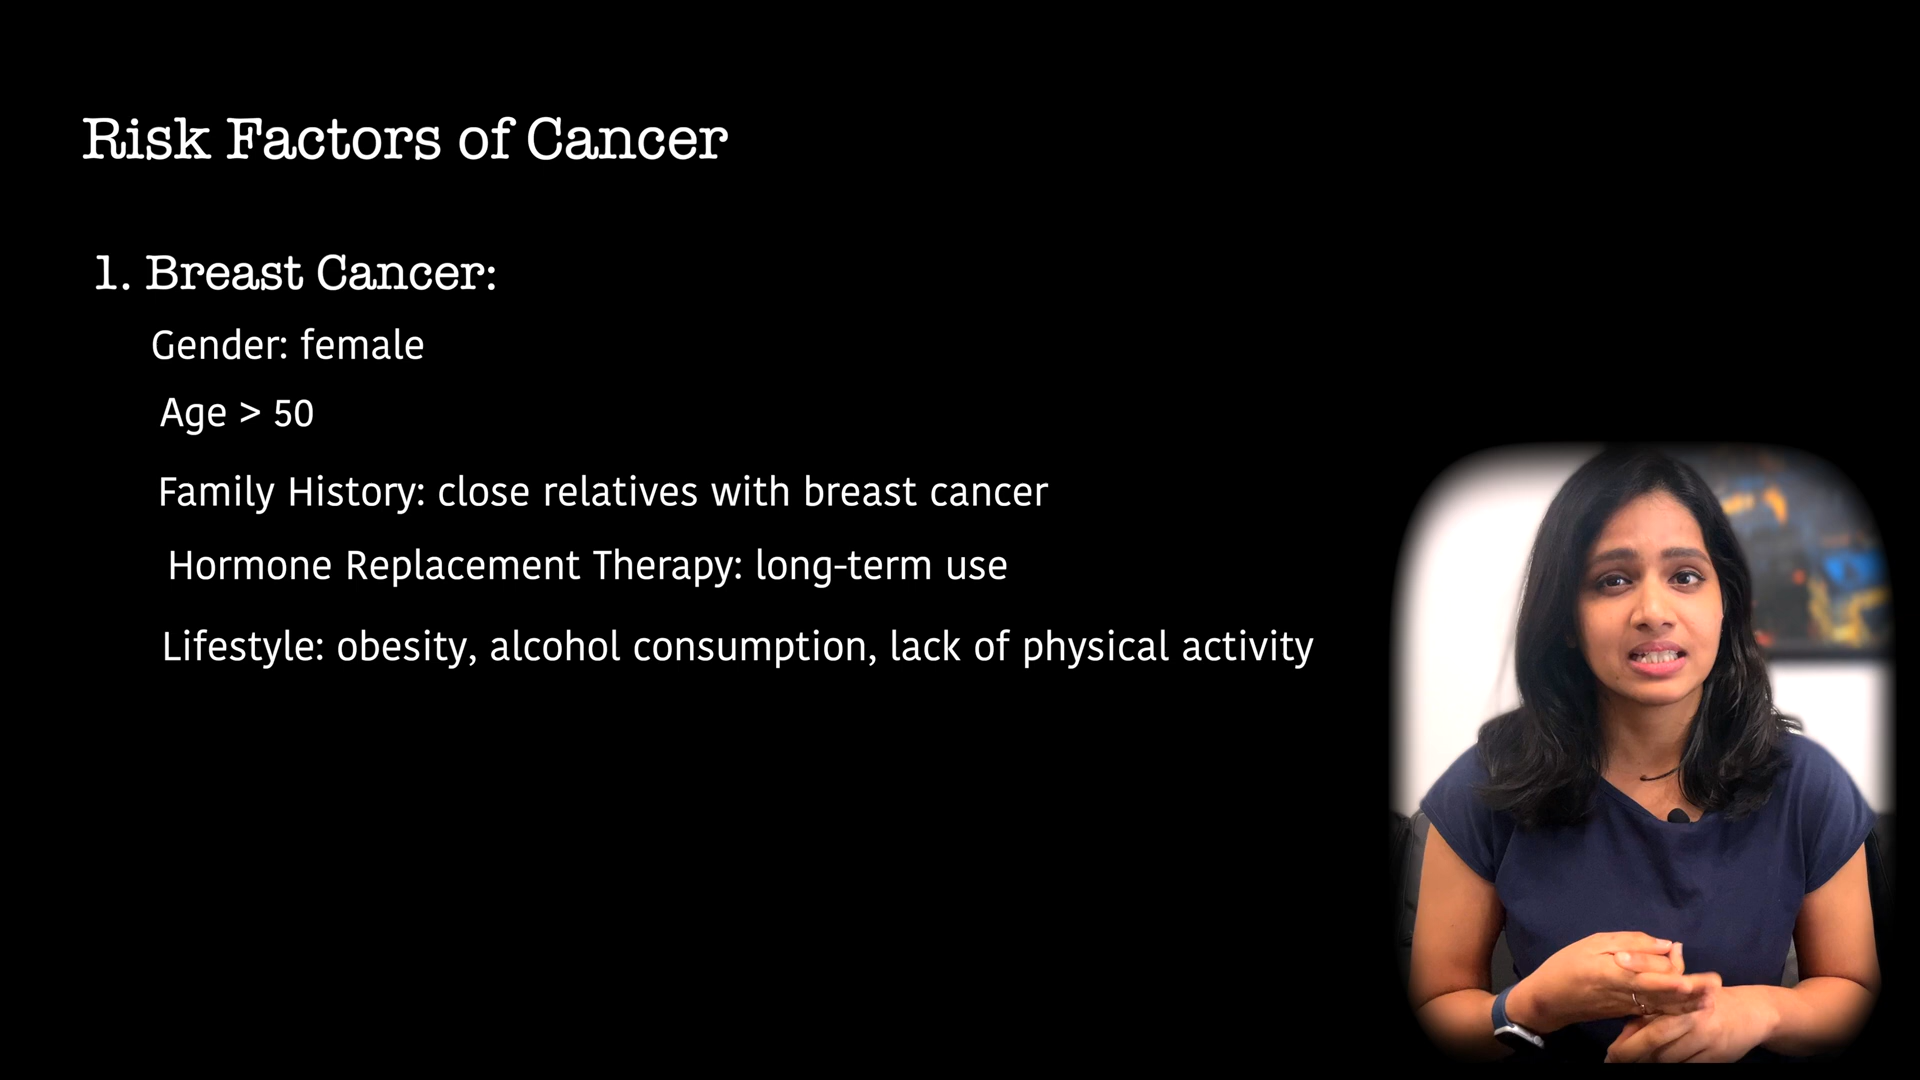 Risk Factors of Cancer
1. Breast Cancer:
Gender: female
Age > 50
Family History: close relatives with breast cancer
Hormone Replacement Therapy: long-term use
Lifestyle: obesity, alcohol consumption, lack of physical activity